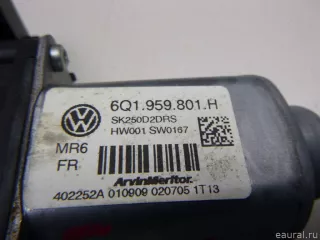 6Q1.959.801.H
SK250D2DRS
HW001 SW0167
MR6
FR
ArvinMeritor.
402252A 010909 020705 1T13
eaural.ru